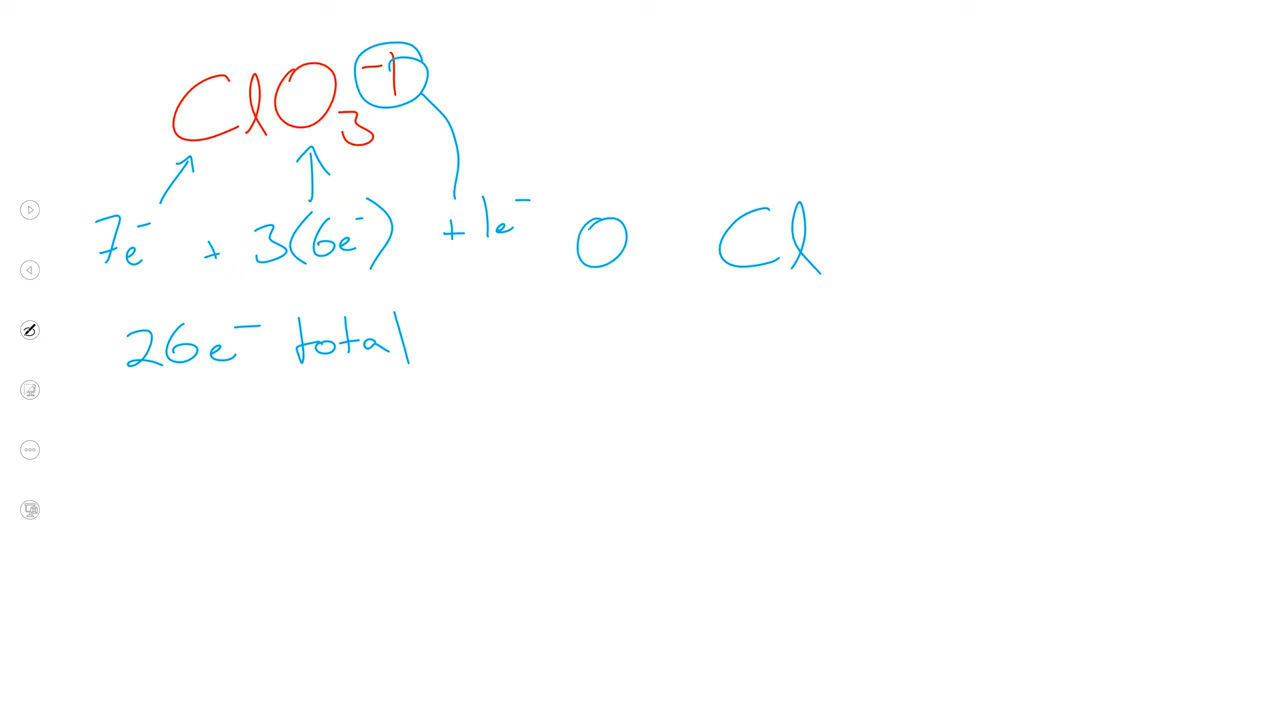 ClO₃⁻¹
7e⁻ + 3(6e⁻) + 1e⁻ O Cl
26e⁻ total